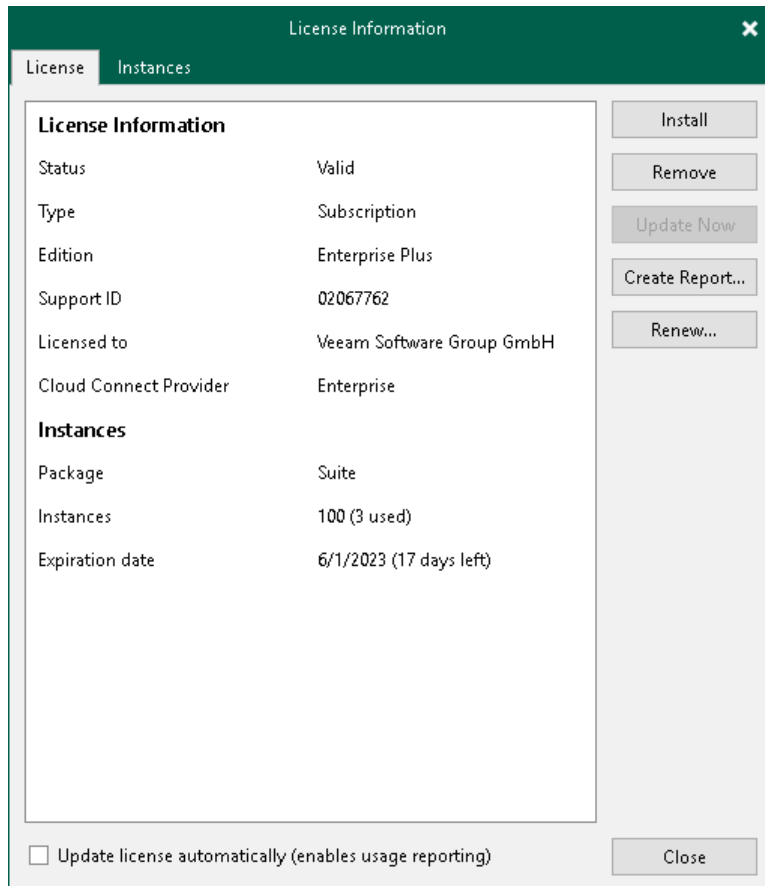 License Information
License Instances
License Information
Status Valid
Type Subscription
Edition Enterprise Plus
Support ID 02067762
Licensed to Veeam Software Group GmbH
Cloud Connect Provider Enterprise
Instances
Package Suite
Instances 100 (3 used)
Expiration date 6/1/2023 (17 days left)
Install
Remove
Update Now
Create Report...
Renew...
Update license automatically (enables usage reporting)
Close